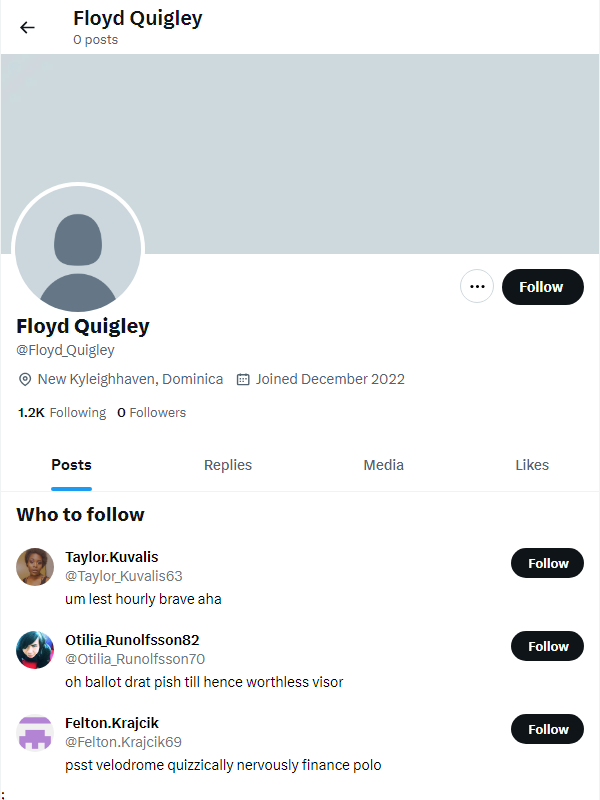 Floyd Quigley
0 posts
Follow
Floyd Quigley
@Floyd_Quigley
New Kyleighhaven, Dominica Joined December 2022
1.2K Following 0 Followers
Posts Replies Media Likes
Who to follow
Taylor.Kuvalis
@Taylor_Kuvalis63
Follow
um lest hourly brave aha
Otilia_Runolfsson82
@Otilia_Runolfsson70
Follow
oh ballot drat pish till hence worthless visor
Felton.Krajcik
@Felton.Krajcik69
Follow
psst velodrome quizzically nervously finance polo
;